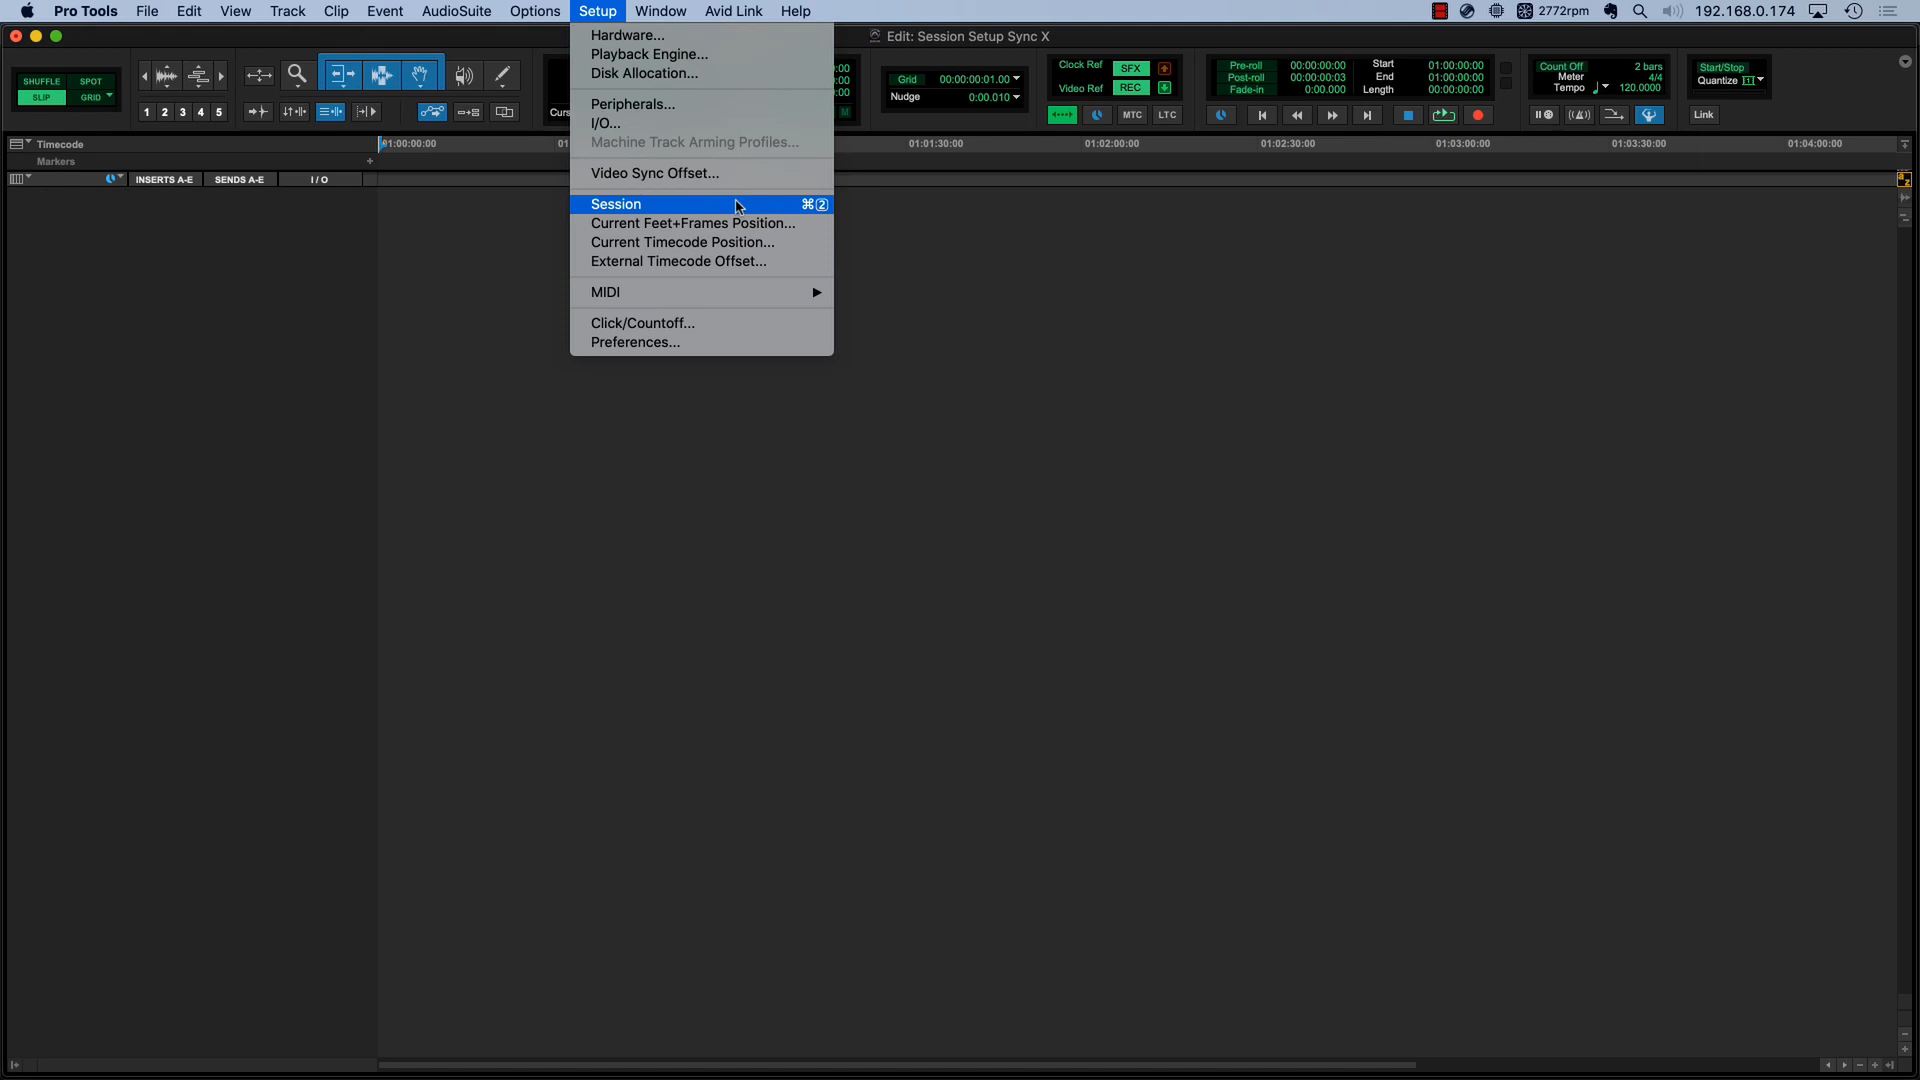 Pro Tools File Edit View Track Clip Event AudioSuite Options Setup Window Avid Link Help 2772rpm 192.168.0.174
Edit: Session Setup Sync X
Hardware...
Playback Engine...
Disk Allocation...
Peripherals...
I/O...
Machine Track Arming Profiles...
Video Sync Offset...
Session ⌘2
Current Feet+Frames Position...
Current Timecode Position...
External Timecode Offset...
MIDI
Click/Countoff...
Preferences...
SHUFFLE SPOT
SLIP GRID
1 2 3 4 5
Curs
:00
:00
:00
M
Grid 00:00:00:01.00
Nudge 0:00.010
Clock Ref SFX
Video Ref REC
MTC LTC
Pre-roll 00:00:00:00 Start 01:00:00:00
Post-roll 00:00:00:03 End 01:00:00:00
Fade-in 0:00.000 Length 00:00:00:00
Count Off 2 bars
Meter 4/4
Tempo 120.0000
Start/Stop
Quantize
Link
Timecode 01:00:00:00 01 01:01:30:00 01:02:00:00 01:02:30:00 01:03:00:00 01:03:30:00 01:04:00:00
Markers +
INSERTS A-E SENDS A-E I / O
a
z